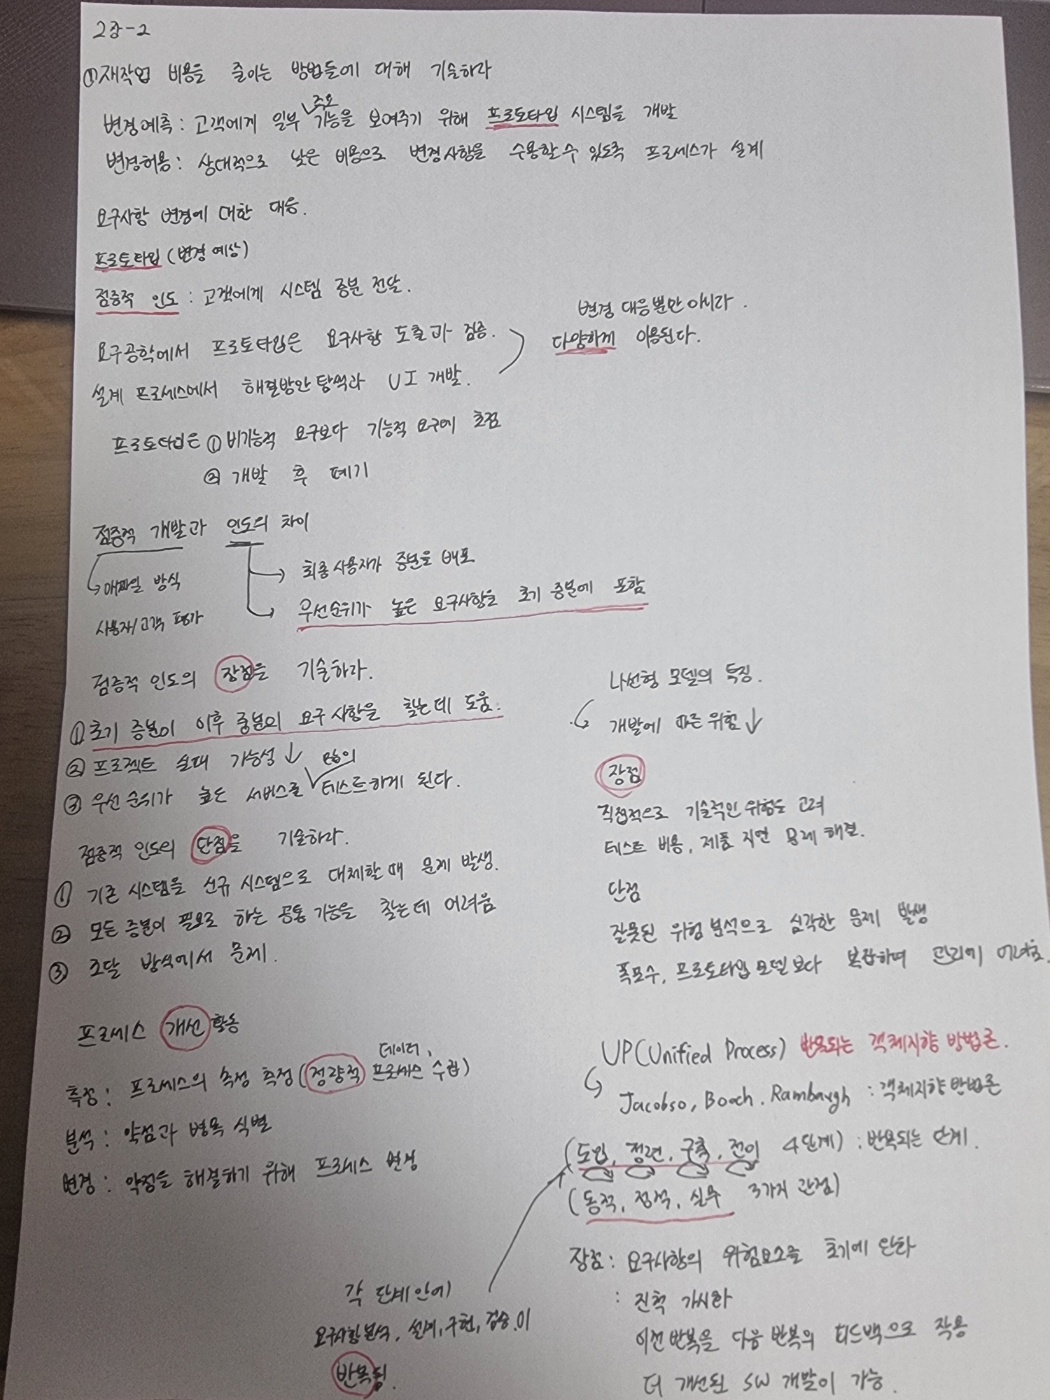 2장-2
① 재작업 비용을 줄이는 방법들에 대해 기술하라
변경예측 : 고객에게 일부 주요 기능을 보여주기 위해 프로토타입 시스템을 개발
변경허용 : 상대적으로 낮은 비용으로 변경사항을 수용할 수 있도록 프로세스가 설계
요구사항 변경에 대한 대응.
프로토타입 (변경 예상)
점증적 인도 : 고객에게 시스템 증분 전달.
변경 대응뿐만 아니라.
다양하게 이용된다.
요구공학에서 프로토타입은 요구사항 도출과 검증.
설계 프로세스에서 해결방안 탐색과 UI 개발.
프로토타입은 ① 비기능적 요구보다 기능적 요구에 초점
② 개발 후 폐기
점증적 개발과 인도의 차이
애자일 방식
사용자/고객 평가
최종 사용자가 증분을 배포
우선순위가 높은 요구사항을 초기 증분에 포함
점증적 인도의 장점을 기술하라.
① 초기 증분이 이후 증분의 요구사항을 찾는데 도움.
② 프로젝트 실패 가능성 ↓
③ 우선순위가 높은 서비스를 많이 테스트하게 된다.
점증적 인도의 단점을 기술하라.
① 기존 시스템을 신규 시스템으로 대체할 때 문제 발생.
② 모든 증분이 필요로 하는 공통 기능을 찾는데 어려움
③ 조달 방식에서 문제.
프로세스 개선 활동
측정 : 프로세스의 속성 측정 (정량적 데이터, 프로세스 수집)
분석 : 약점과 병목 식별
변경 : 약점을 해결하기 위해 프로세스 변경
각 단계 안에
요구사항분석, 설계, 구현, 검증 이
반복됨.
나선형 모델의 특징.
개발에 따른 위험 ↓
장점
직접적으로 기술적인 위험도 고려
테스트 비용, 제품 지연 문제 해결.
단점
잘못된 위험 분석으로 심각한 문제 발생
폭포수, 프로토타입 모델보다 복잡하며 관리에 어려움.
UP(Unified Process) 반복되는 객체지향 방법론.
Jacobso, Booch, Rambaugh : 객체지향 방법론
(도입, 정련, 구축, 전이 4단계) : 반복되는 단계.
(동적, 정적, 실무 3가지 관점)
장점 : 요구사항의 위험요소를 초기에 완화
: 진척 가시화
이전 반복을 다음 반복의 피드백으로 작용
더 개선된 SW 개발이 가능.